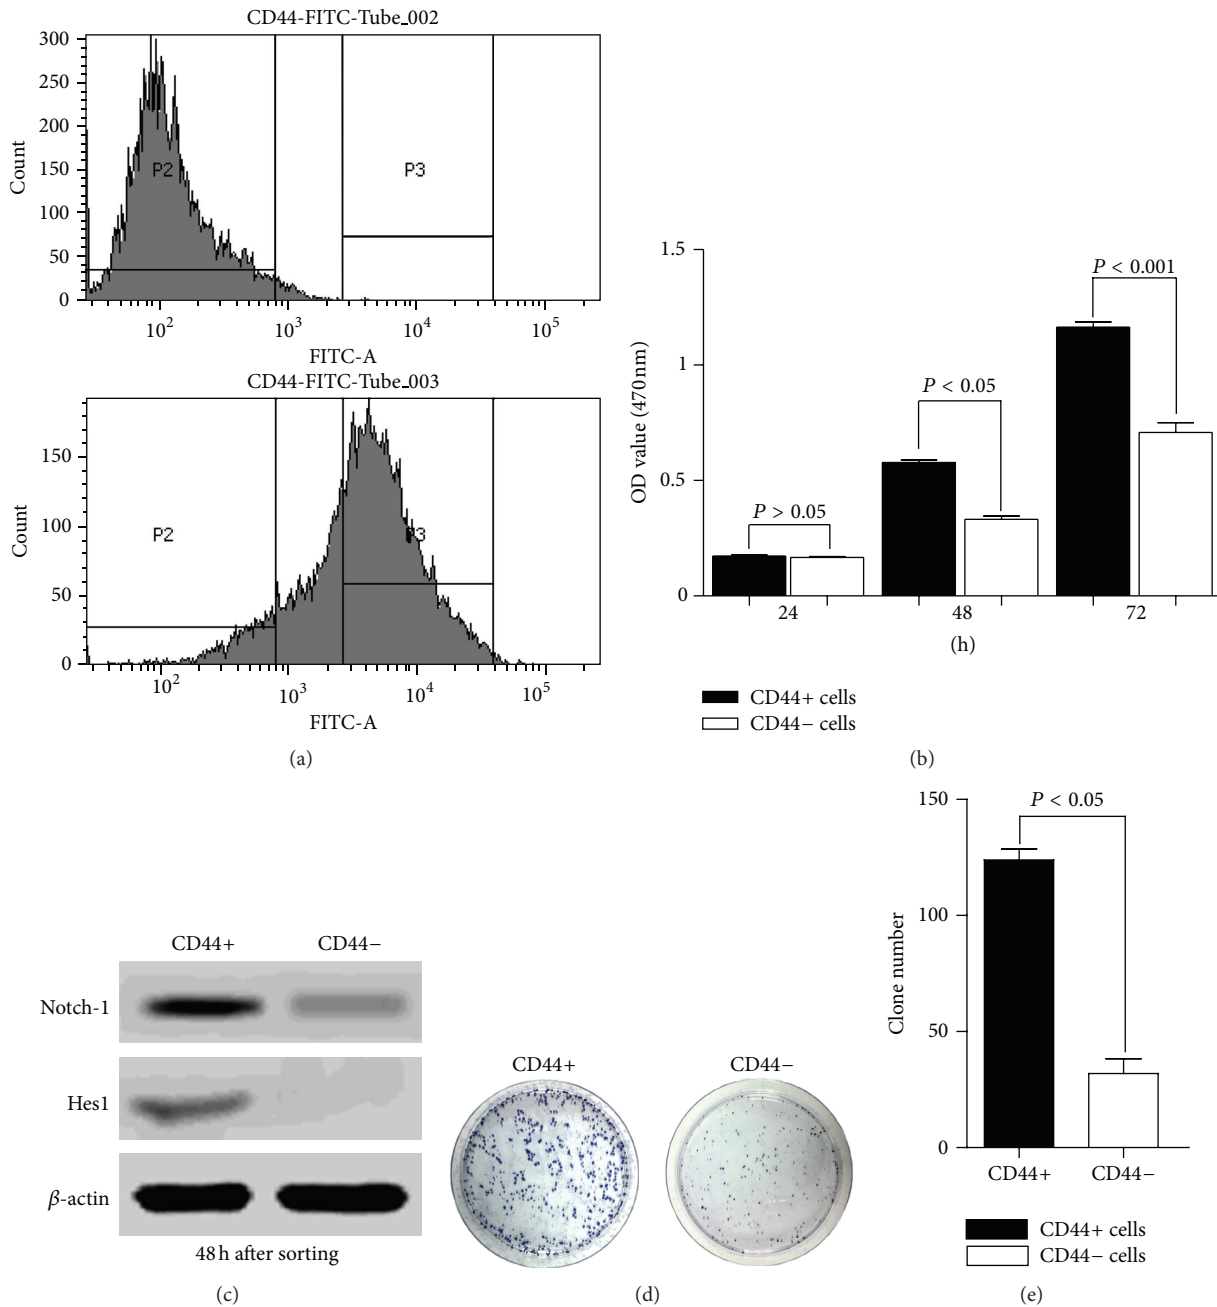 CD44-FITC-Tube_002
300
250
200
150
100
50
0
Count
P2
P3
10²
10³
10⁴
10⁵
FITC-A
CD44-FITC-Tube_003
150
100
50
0
Count
P2
P3
10²
10³
10⁴
10⁵
FITC-A
(a)
1.5
1
0.5
0
OD value (470nm)
P > 0.05
P < 0.05
P < 0.001
24 48 72
(h)
CD44+ cells
CD44− cells
(b)
CD44+ CD44−
Notch-1
Hes1
β-actin
48 h after sorting
(c)
CD44+ CD44−
(d)
150
100
50
0
Clone number
P < 0.05
CD44+ CD44−
CD44+ cells
CD44− cells
(e)